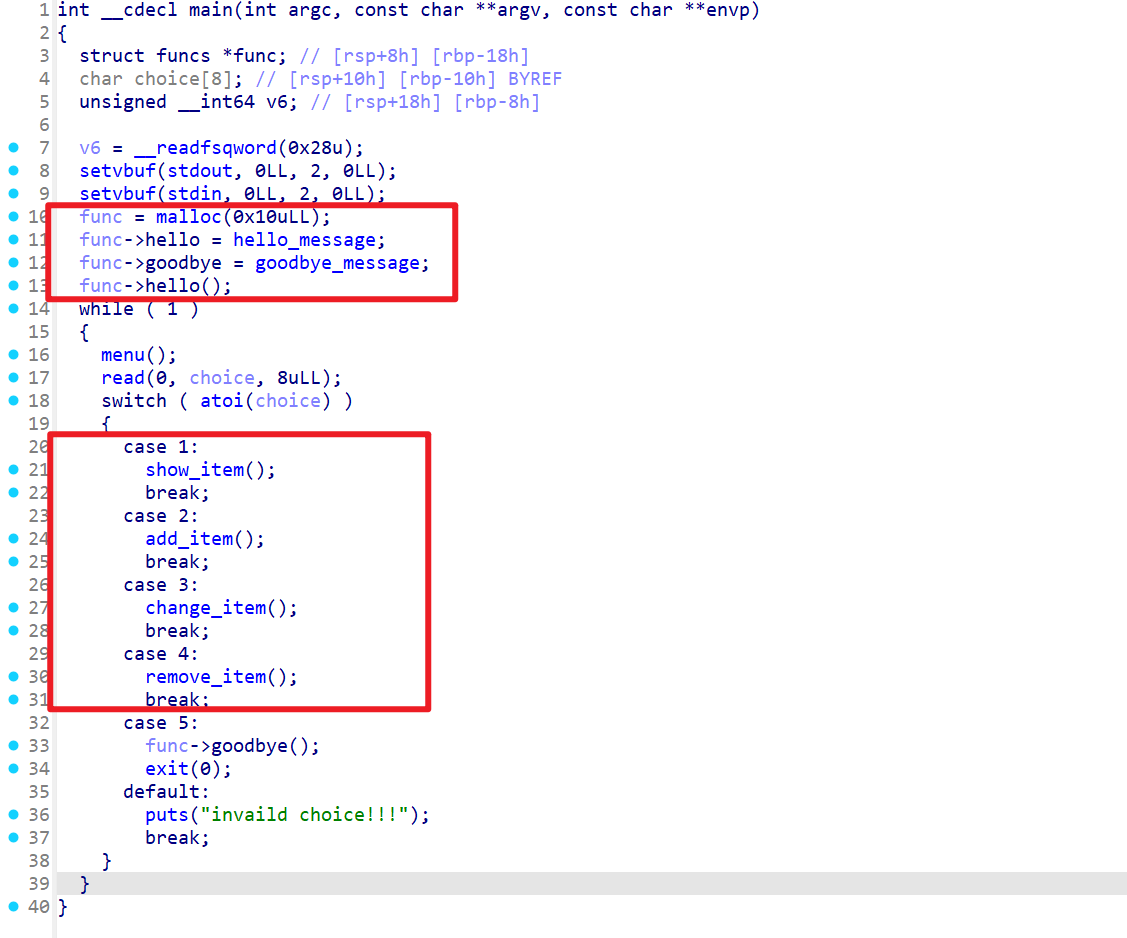 1 int __cdecl main(int argc, const char **argv, const char **envp)
2 {
3 struct funcs *func; // [rsp+8h] [rbp-18h]
4 char choice[8]; // [rsp+10h] [rbp-10h] BYREF
5 unsigned __int64 v6; // [rsp+18h] [rbp-8h]
6
7 v6 = __readfsqword(0x28u);
8 setvbuf(stdout, 0LL, 2, 0LL);
9 setvbuf(stdin, 0LL, 2, 0LL);
10 func = malloc(0x10uLL);
11 func->hello = hello_message;
12 func->goodbye = goodbye_message;
13 func->hello();
14 while ( 1 )
15 {
16 menu();
17 read(0, choice, 8uLL);
18 switch ( atoi(choice) )
19 {
20 case 1:
21 show_item();
22 break;
23 case 2:
24 add_item();
25 break;
26 case 3:
27 change_item();
28 break;
29 case 4:
30 remove_item();
31 break;
32 case 5:
33 func->goodbye();
34 exit(0);
35 default:
36 puts("invaild choice!!!");
37 break;
38 }
39 }
40 }